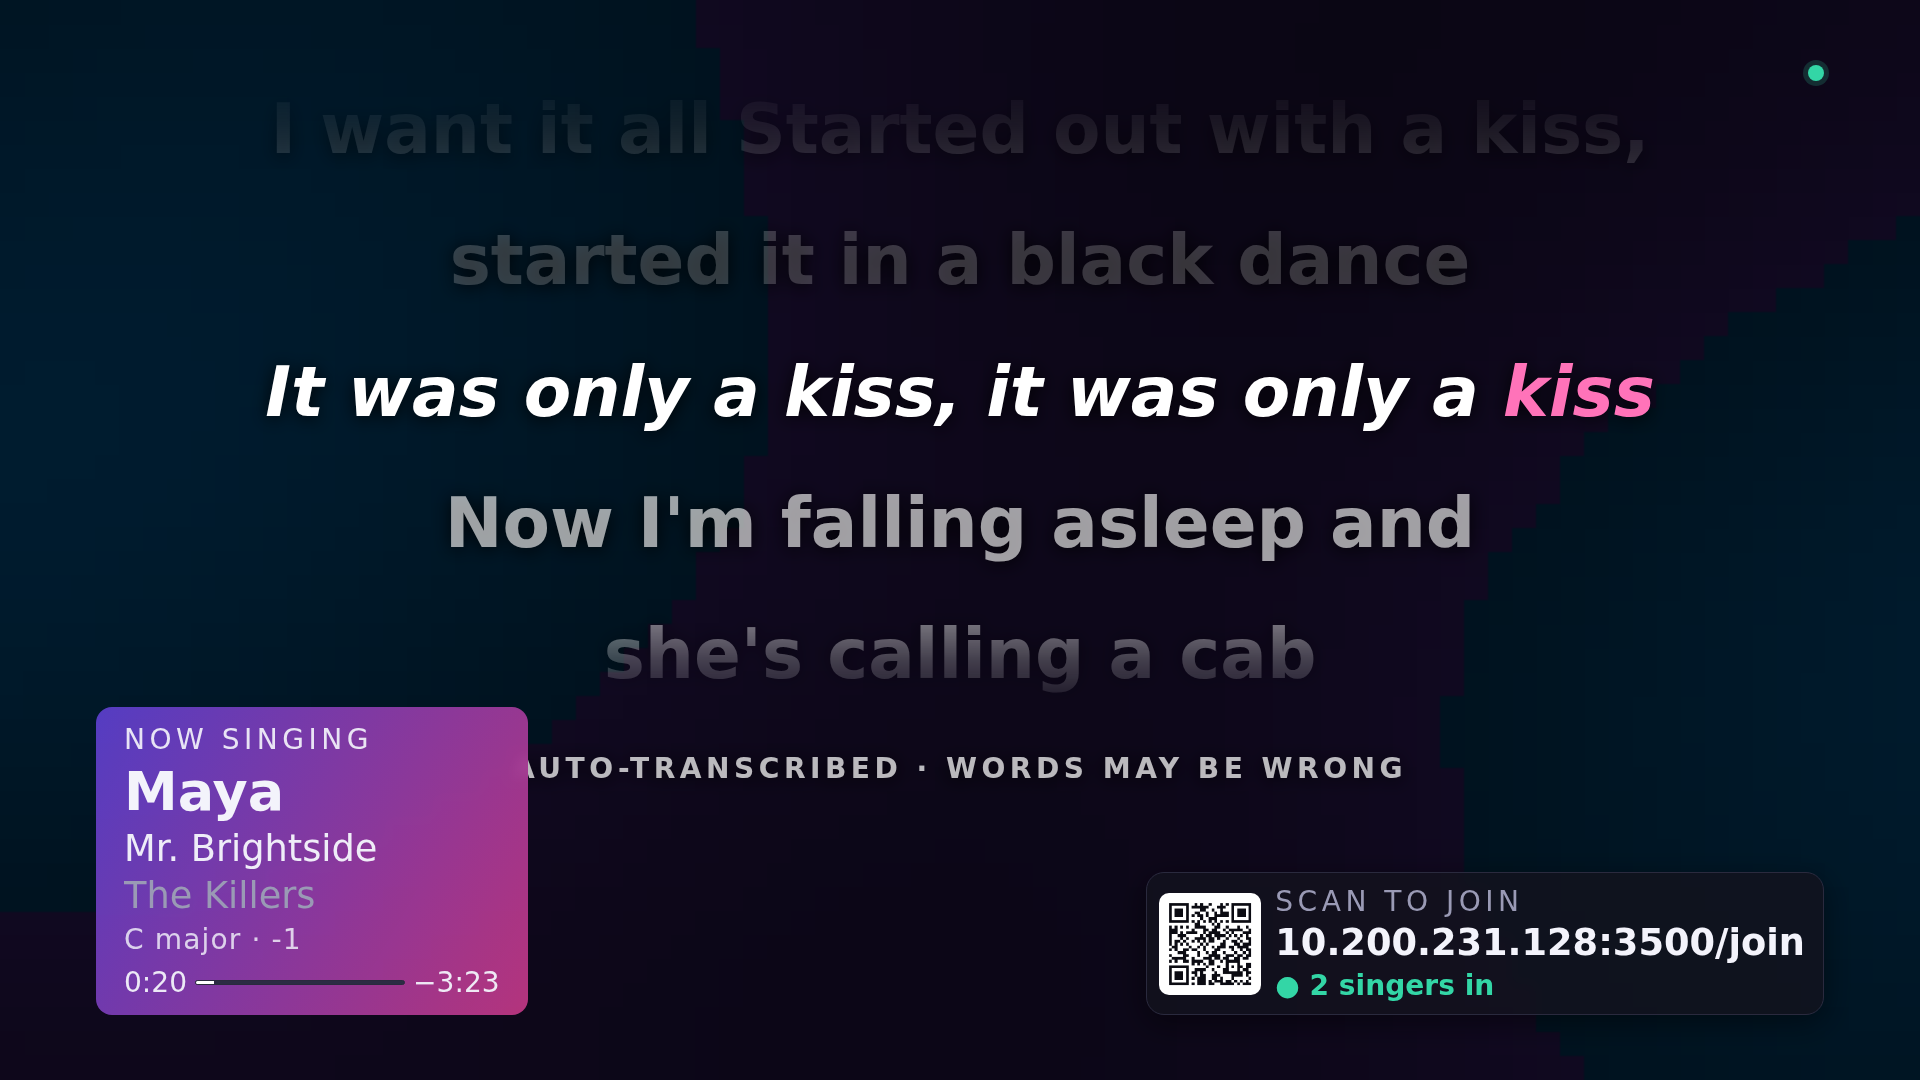 I want it all Started out with a kiss,
started it in a black dance
It was only a kiss, it was only a kiss
Now I'm falling asleep and
she's calling a cab
AUTO-TRANSCRIBED · WORDS MAY BE WRONG
NOW SINGING
Maya
Mr. Brightside
The Killers
C major · -1
0:20 −3:23
SCAN TO JOIN
10.200.231.128:3500/join
2 singers in